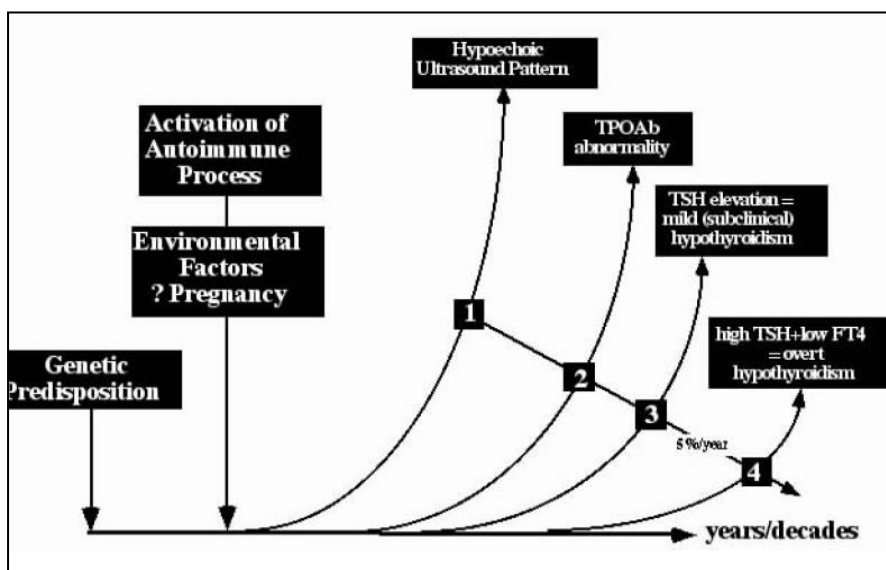 Hypoechoic
Ultrasound Pattern
Activation of
Autoimmune
Process
TPOAb
abnormality
TSH elevation =
mild (subclinical)
hypothyroidism
Environmental
Factors
? Pregnancy
1
high TSH+low FT4
= overt
hypothyroidism
Genetic
Predisposition
2
3
5%/year
4
years/decades